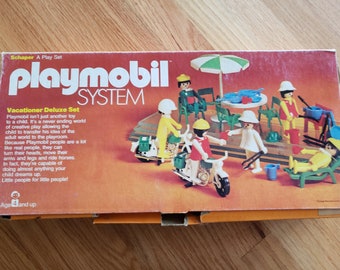 Schaper A Play Set
playmobil
SYSTEM
Vacationer Deluxe Set
Playmobil isn't just another toy
to a child. It's a never ending world
of creative play allowing the child
to transfer his idea of the
adult world to the playroom.
Because Playmobil people are a lot
like real people, they can
turn their heads, move their
arms and legs and ride horses.
In fact, they're capable of
doing almost anything your
child dreams up.
Little people for little people!
Ages 4 and up